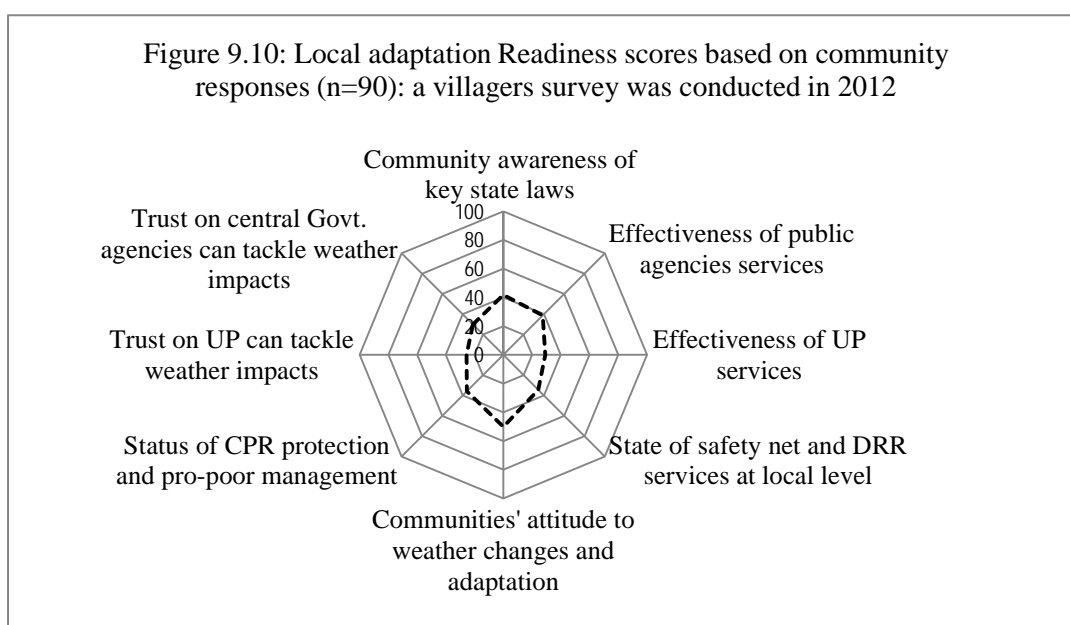 Figure 9.10: Local adaptation Readiness scores based on community
responses (n=90): a villagers survey was conducted in 2012
Community awareness of
key state laws
100
80
60
40
20
0
Effectiveness of public
agencies services
Effectiveness of UP
services
State of safety net and DRR
services at local level
Communities' attitude to
weather changes and
adaptation
Status of CPR protection
and pro-poor management
Trust on UP can tackle
weather impacts
Trust on central Govt.
agencies can tackle weather
impacts